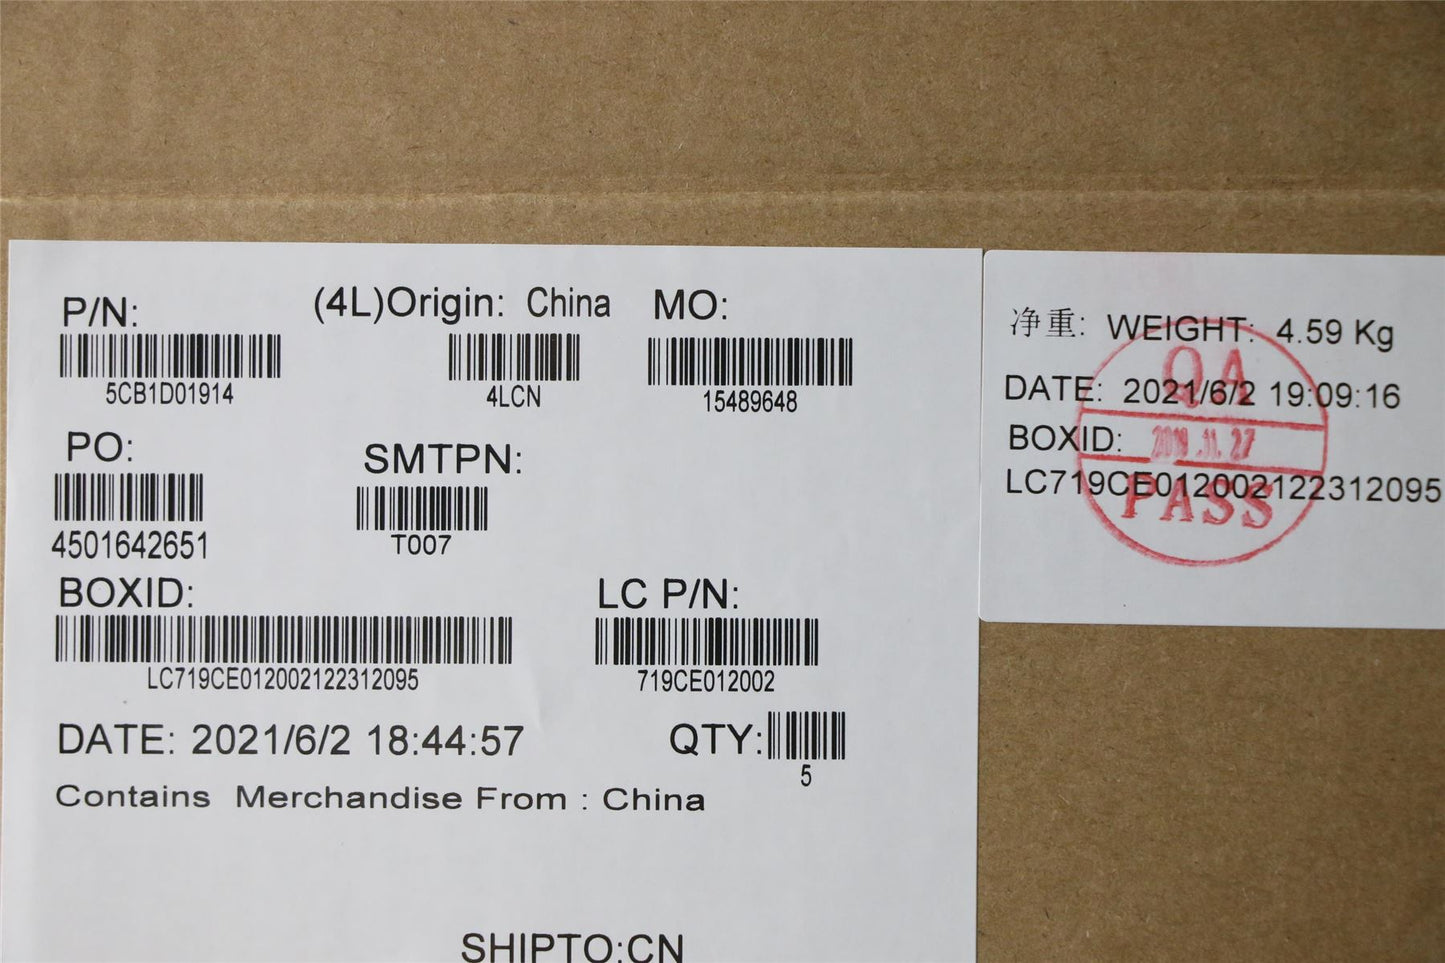 P/N:
5CB1D01914
(4L)Origin: China
4LCN
MO:
15489648
PO:
4501642651
SMTPN:
T007
BOXID:
LC719CE012002122312095
LC P/N:
719CE012002
DATE: 2021/6/2 18:44:57
QTY:
5
Contains Merchandise From : China
SHIPTO:CN
净重: WEIGHT: 4.59 Kg
DATE: 2021/6/2 19:09:16
BOXID:
LC719CE012002122312095
QA
PASS